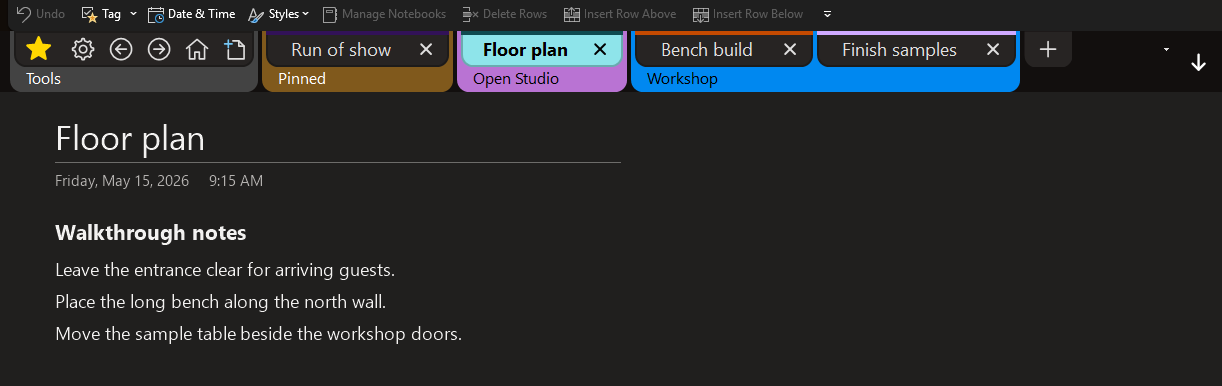 Undo Tag Date & Time Styles Manage Notebooks Delete Rows Insert Row Above Insert Row Below
Run of show Floor plan Bench build Finish samples
Tools Pinned Open Studio Workshop
Floor plan
Friday, May 15, 2026 9:15 AM
Walkthrough notes
Leave the entrance clear for arriving guests.
Place the long bench along the north wall.
Move the sample table beside the workshop doors.